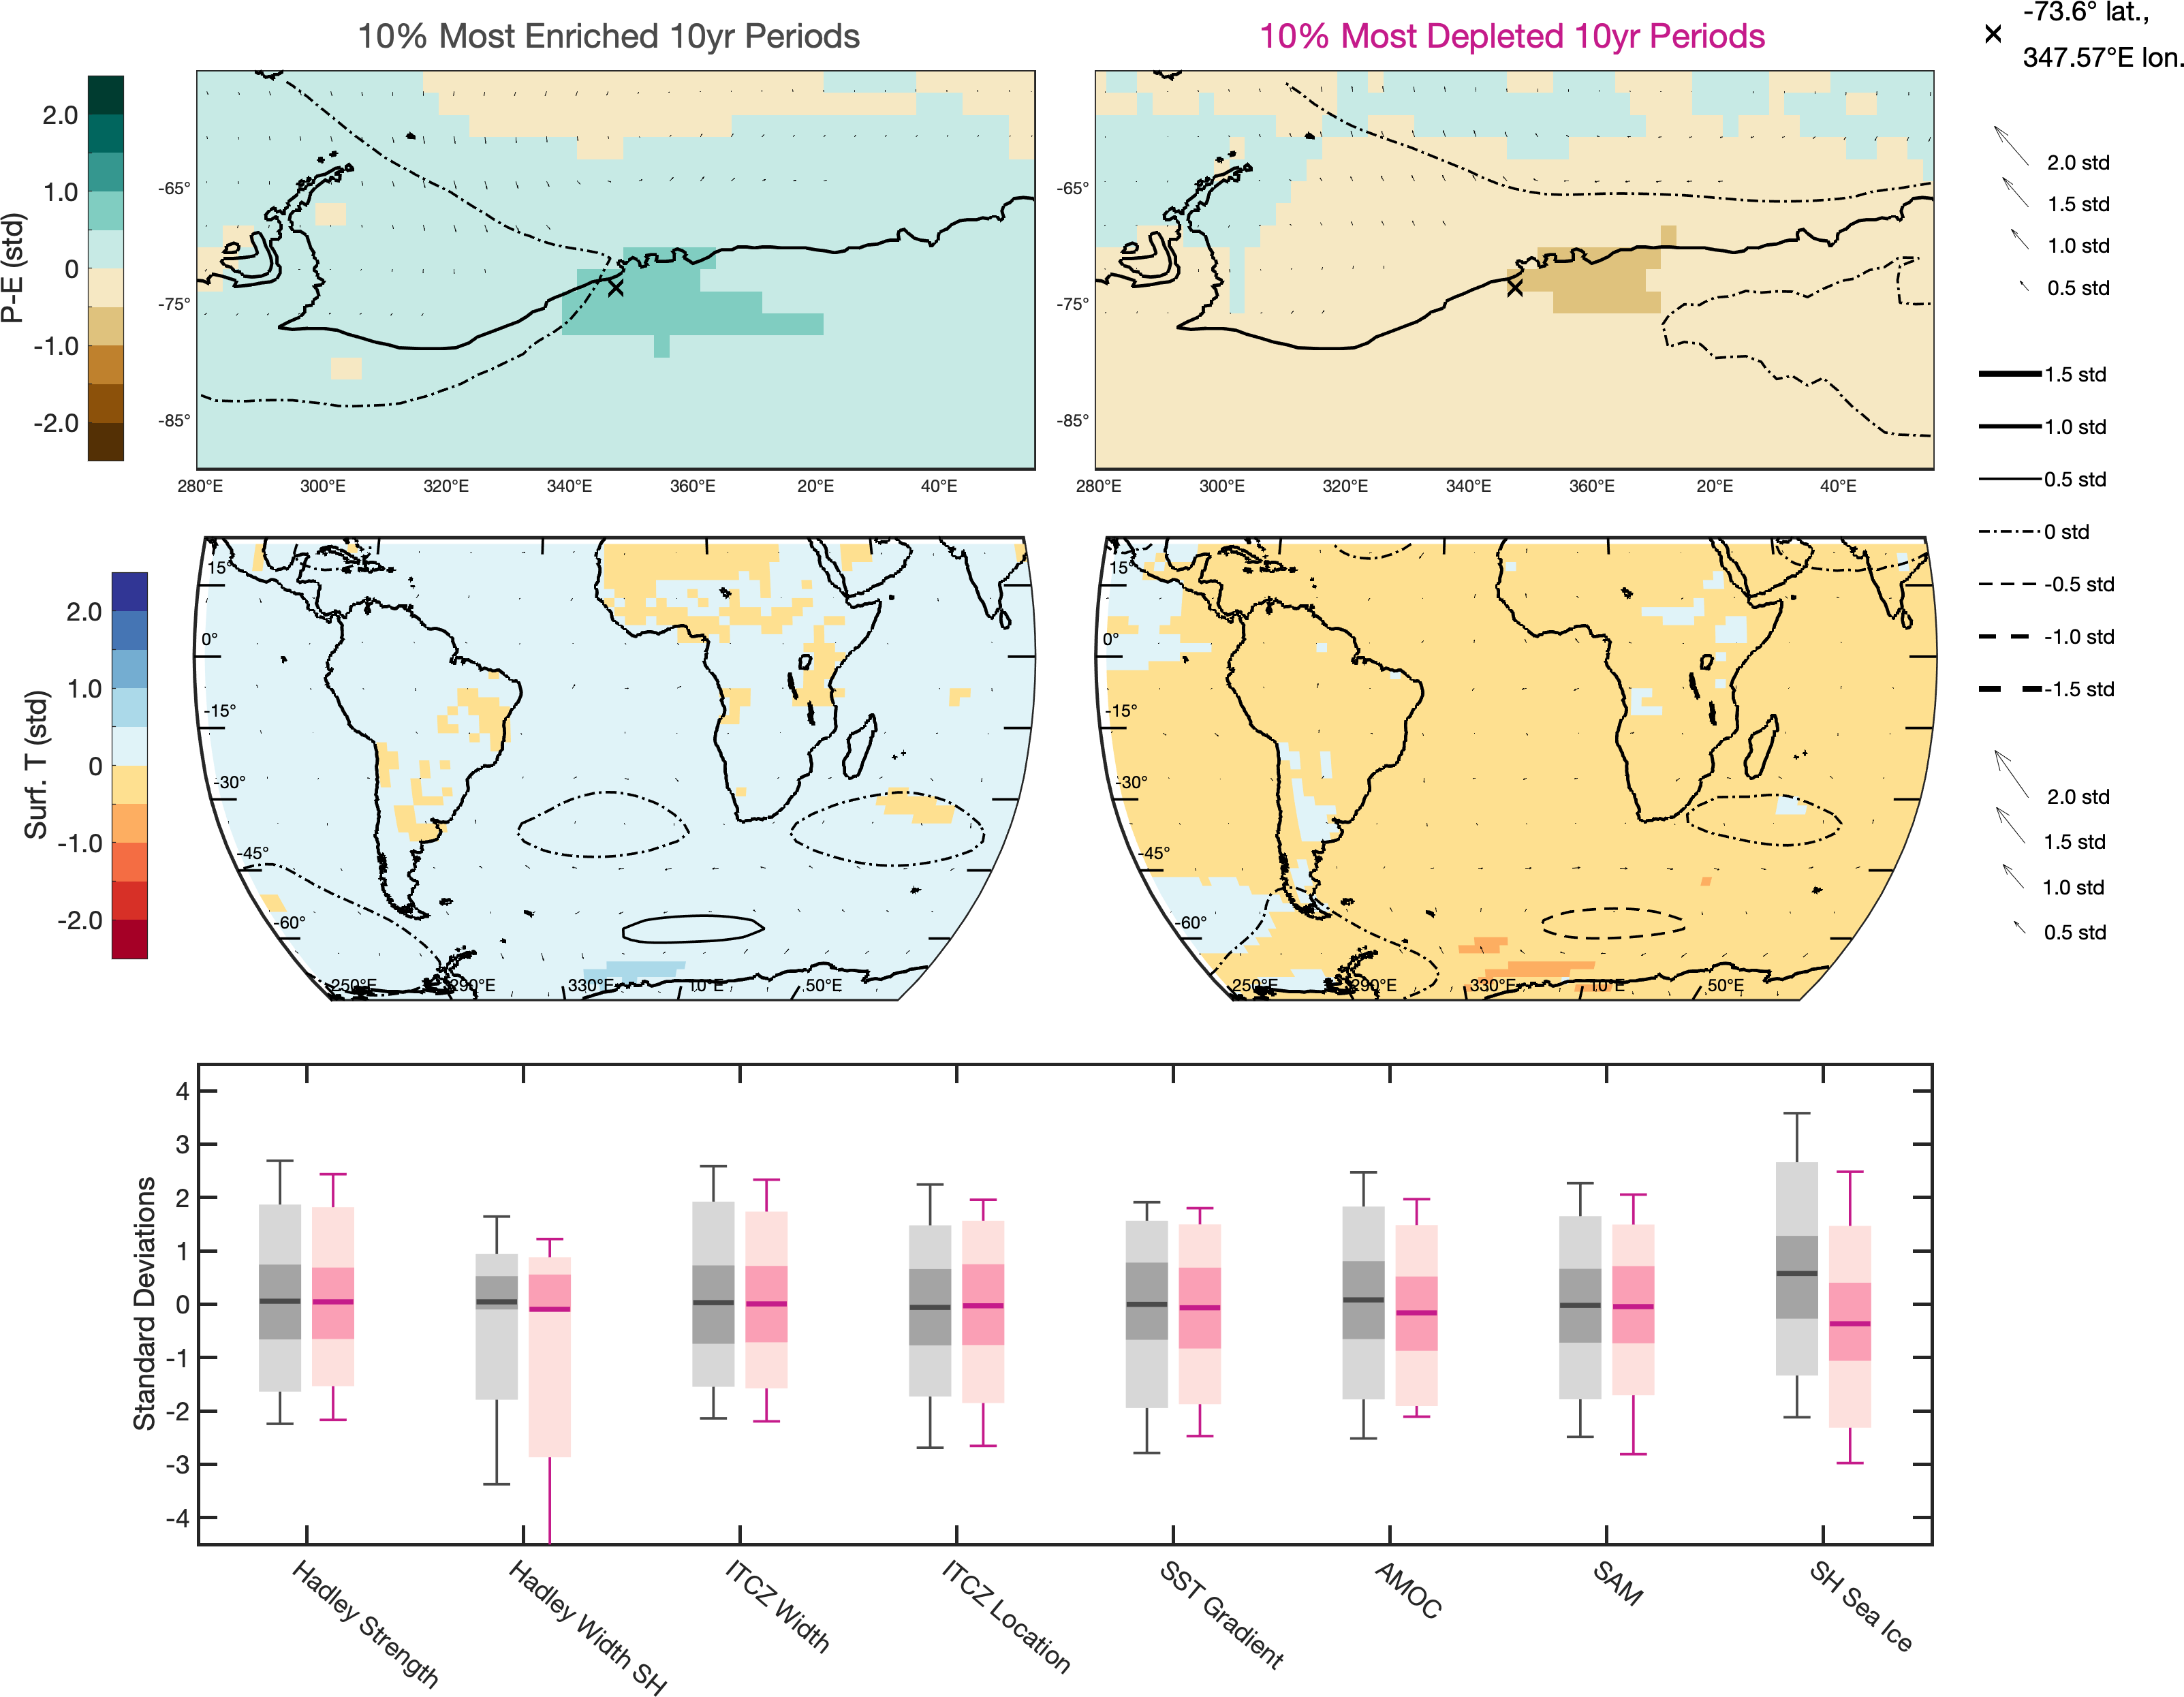 10% Most Enriched 10yr Periods
10% Most Depleted 10yr Periods
-73.6° lat.,
347.57°E lon.
P-E (std)
2.0
1.0
0
-1.0
-2.0
-65°
-75°
-85°
280°E
300°E
320°E
340°E
360°E
20°E
40°E
-65°
-75°
-85°
280°E
300°E
320°E
340°E
360°E
20°E
40°E
2.0 std
1.5 std
1.0 std
0.5 std
1.5 std
1.0 std
0.5 std
0 std
-0.5 std
-1.0 std
-1.5 std
Surf. T (std)
2.0
1.0
0
-1.0
-2.0
15°
0°
-15°
-30°
-45°
-60°
250°E
290°E
330°E
10°E
50°E
15°
0°
-15°
-30°
-45°
-60°
250°E
290°E
330°E
10°E
50°E
2.0 std
1.5 std
1.0 std
0.5 std
Standard Deviations
4
3
2
1
0
-1
-2
-3
-4
Hadley Strength
Hadley Width SH
ITCZ Width
ITCZ Location
SST Gradient
AMOC
SAM
SH Sea Ice